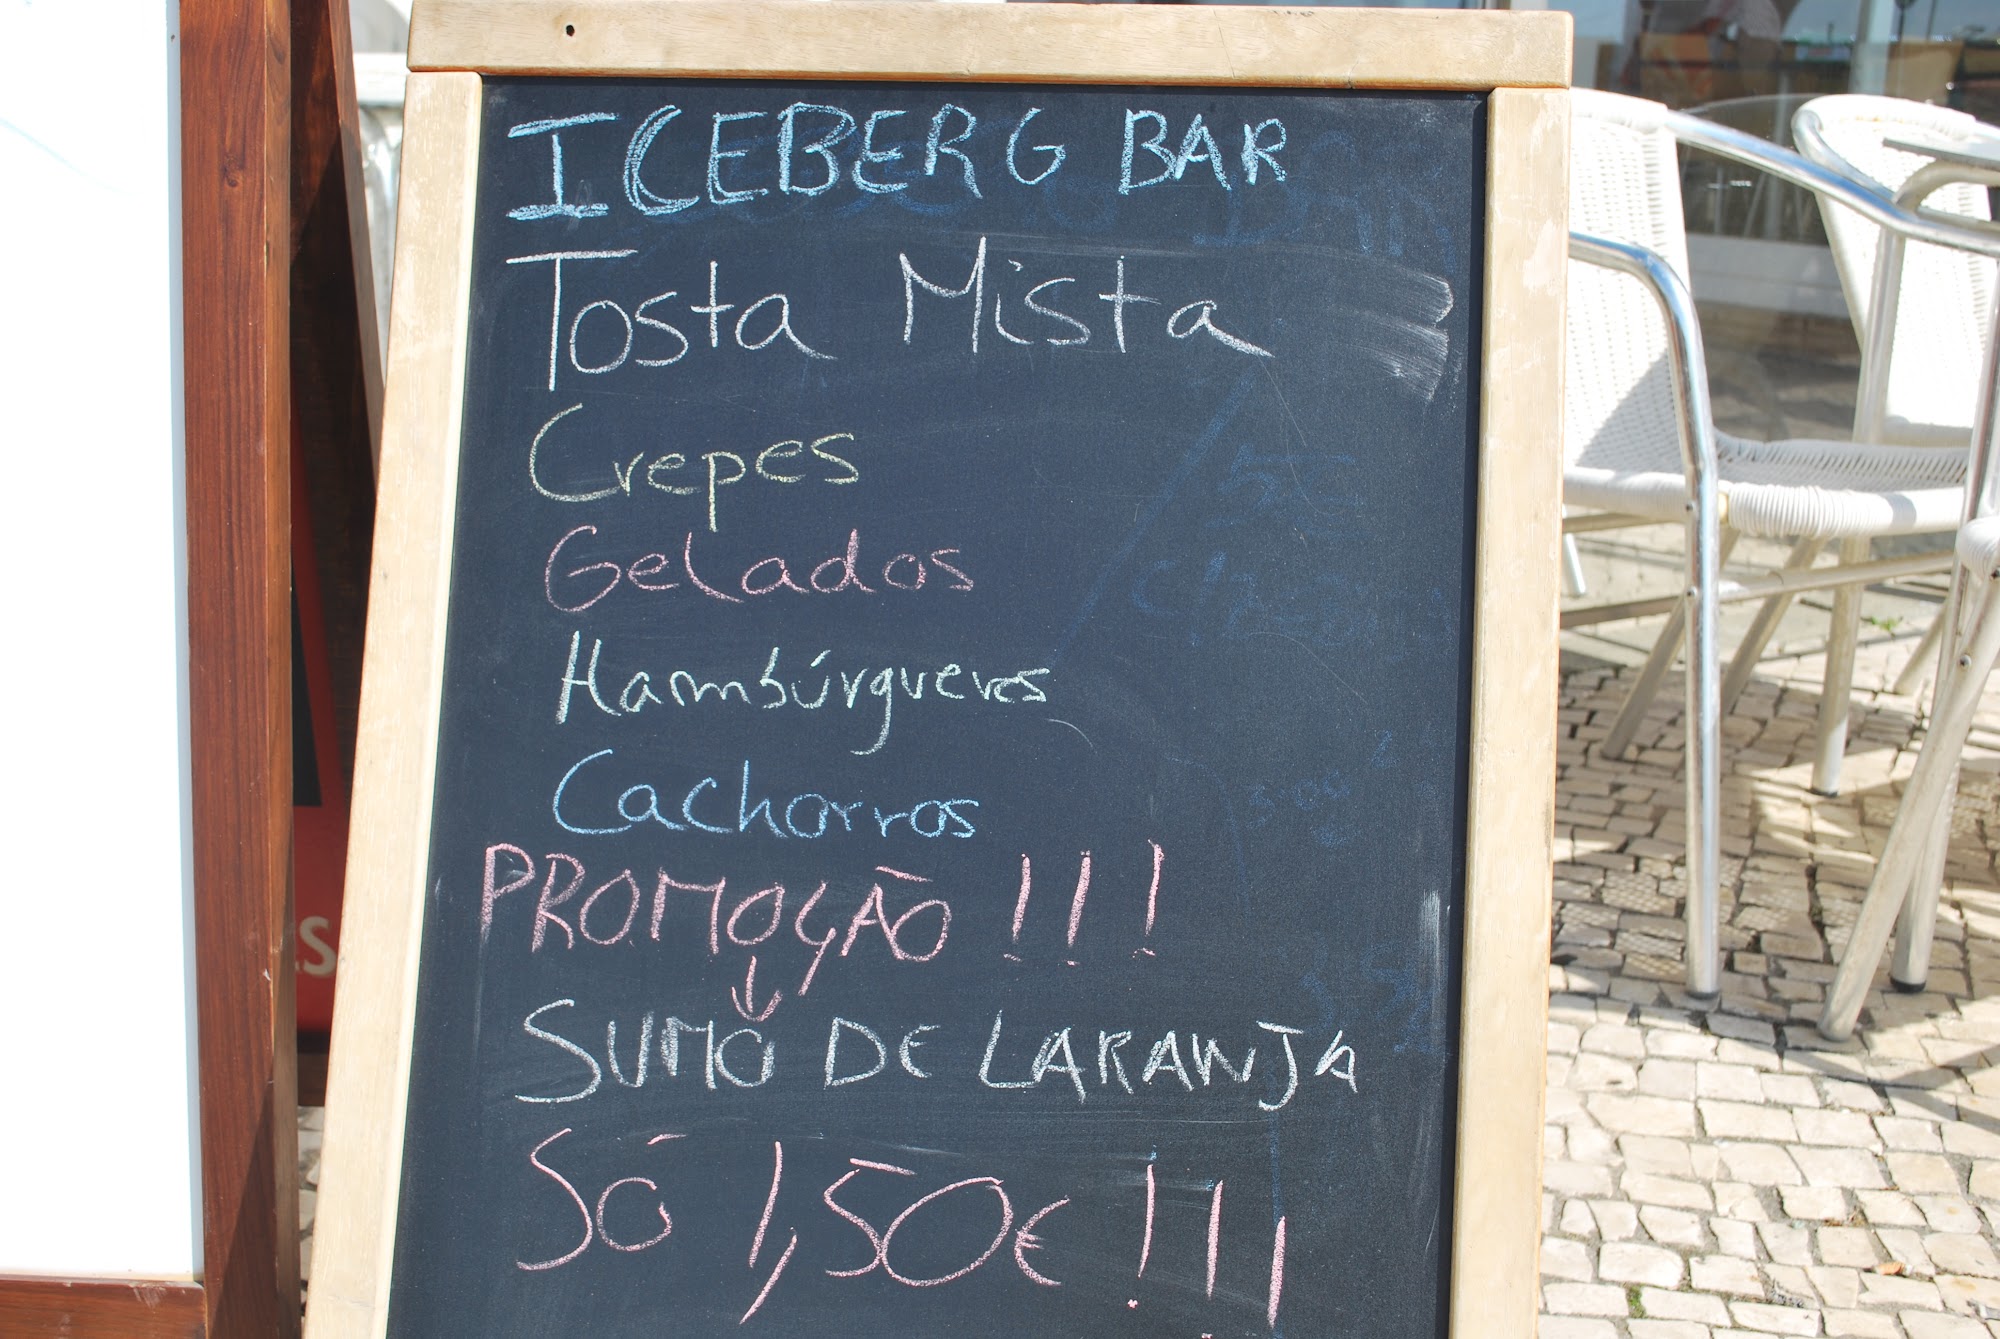 ICEBERG BAR
Tosta Mista
Crepes
Gelados
Hambúrgueres
Cachorros
PROMOÇÃO !!!
SUMO DE LARANJA
Só 1,50€ !!!